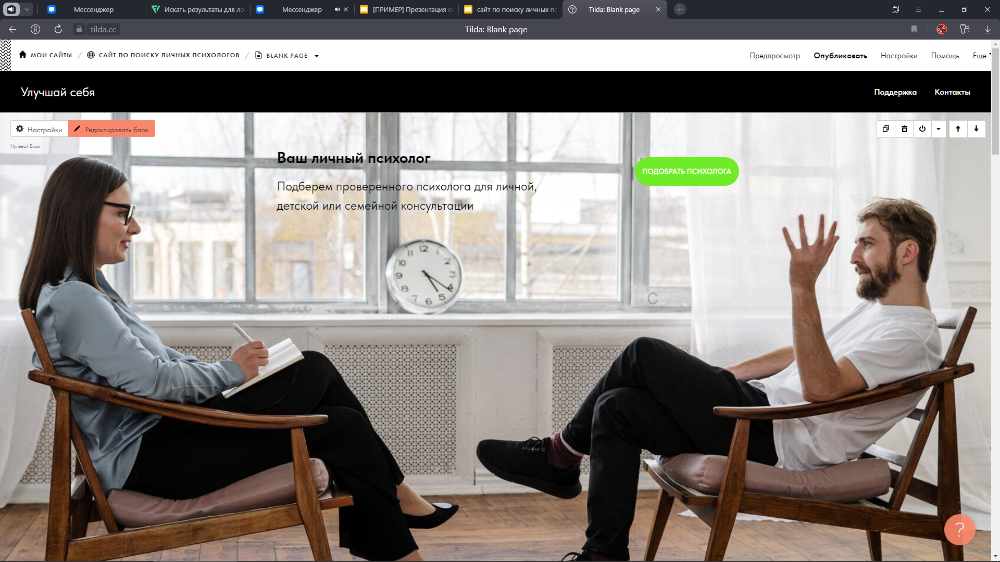 Мессенджер
Искать результаты для ло
Мессенджер
[ПРИМЕР] Презентация се
сайт по поиску личных пс
Tilda: Blank page
tilda.cc
Tilda: Blank page
МОИ САЙТЫ / САЙТ ПО ПОИСКУ ЛИЧНЫХ ПСИХОЛОГОВ / BLANK PAGE
Предпросмотр
Опубликовать
Настройки
Помощь
Еще
Улучшай себя
Поддержка
Контакты
Настройки
Редактировать блок
Нулевой Блок
Ваш личный психолог
ПОДОБРАТЬ ПСИХОЛОГА
Подберем проверенного психолога для личной,
детской или семейной консультации
12
11
2
10
3
9
4
8
5
7
6
С
?